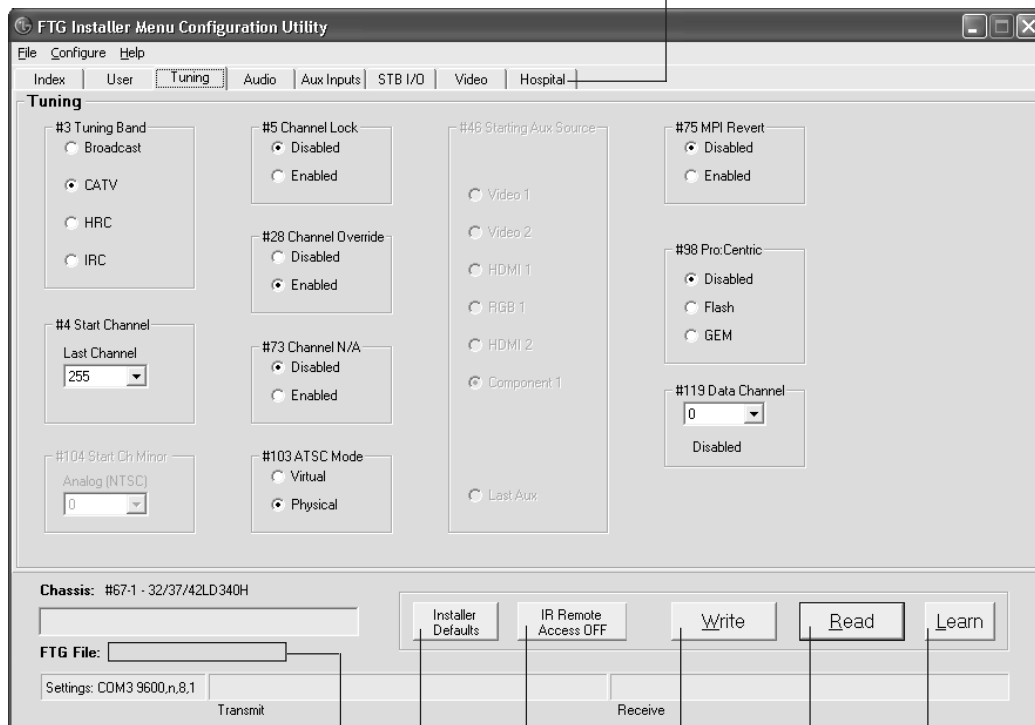 FTG Installer Menu Configuration Utility
File Configure Help
Index User Tuning Audio Aux Inputs STB I/O Video Hospital
Tuning
#3 Tuning Band
Broadcast
CATV
HRC
IRC
#4 Start Channel
Last Channel
255
#104 Start Ch Minor
Analog (NTSC)
0
#5 Channel Lock
Disabled
Enabled
#28 Channel Override
Disabled
Enabled
#73 Channel N/A
Disabled
Enabled
#103 ATSC Mode
Virtual
Physical
#46 Starting Aux Source
Video 1
Video 2
HDMI 1
RGB 1
HDMI 2
Component 1
Last Aux
#75 MPI Revert
Disabled
Enabled
#98 Pro:Centric
Disabled
Flash
GEM
#119 Data Channel
0
Disabled
Chassis: #67-1 - 32/37/42LD340H
FTG File:
Installer
Defaults
IR Remote
Access OFF
Write
Read
Learn
Settings: COM3 9600,n,8,1
Transmit
Receive